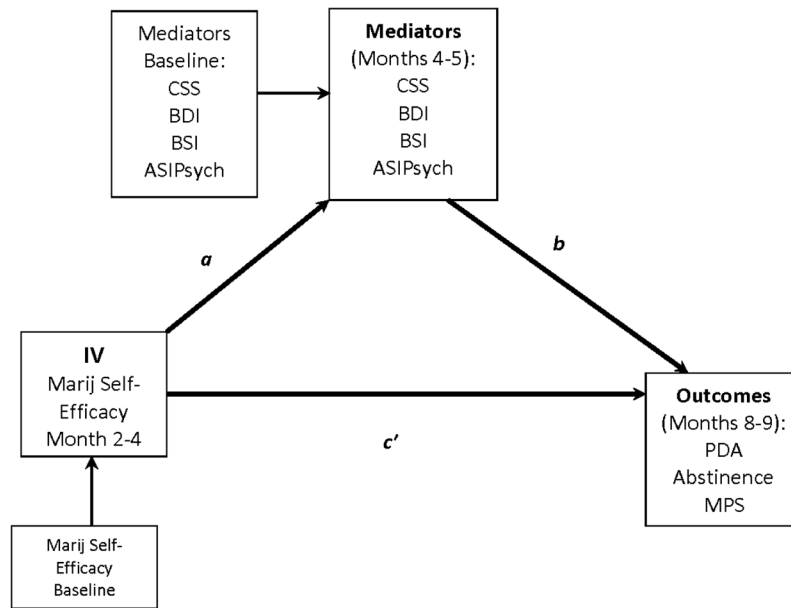 Mediators
Baseline:
CSS
BDI
BSI
ASIPsych
Mediators
(Months 4-5):
CSS
BDI
BSI
ASIPsych
a
b
IV
Marij Self-
Efficacy
Month 2-4
c'
Outcomes
(Months 8-9):
PDA
Abstinence
MPS
Marij Self-
Efficacy
Baseline